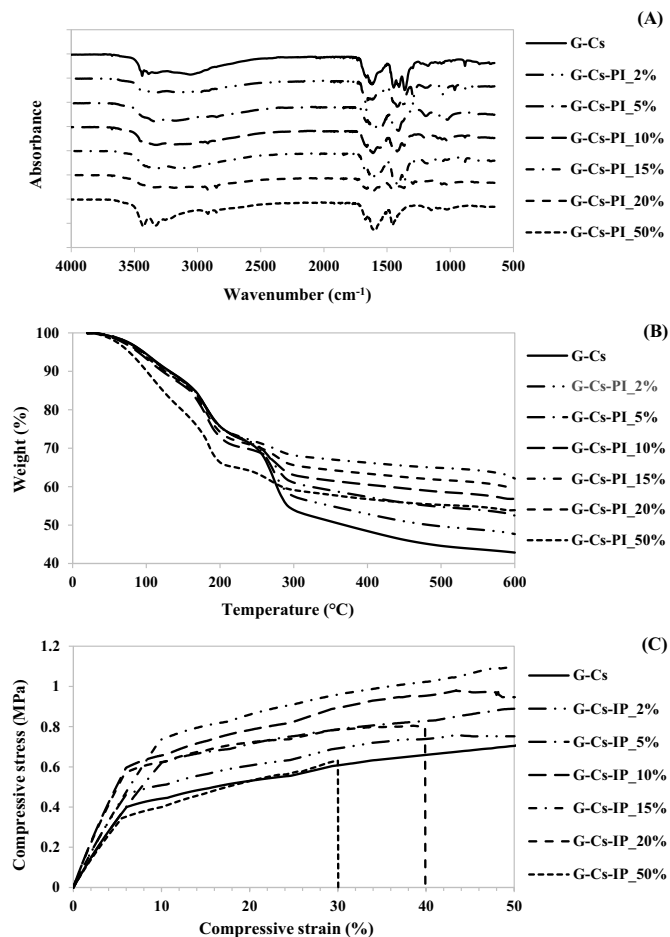 (A)
Absorbance
G-Cs
G-Cs-PI_2%
G-Cs-PI_5%
G-Cs-PI_10%
G-Cs-PI_15%
G-Cs-PI_20%
G-Cs-PI_50%
4000 3500 3000 2500 2000 1500 1000 500
Wavenumber (cm⁻¹)
(B)
Weight (%)
100
90
80
70
60
50
40
G-Cs
G-Cs-PI_2%
G-Cs-PI_5%
G-Cs-PI_10%
G-Cs-PI_15%
G-Cs-PI_20%
G-Cs-PI_50%
0 100 200 300 400 500 600
Temperature (°C)
(C)
Compressive stress (MPa)
1.2
1
0.8
0.6
0.4
0.2
0
G-Cs
G-Cs-IP_2%
G-Cs-IP_5%
G-Cs-IP_10%
G-Cs-IP_15%
G-Cs-IP_20%
G-Cs-IP_50%
0 10 20 30 40 50
Compressive strain (%)